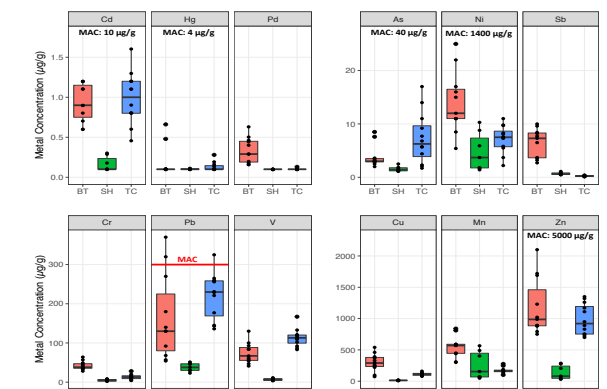 Cd Hg Pd
MAC: 10 µg/g MAC: 4 µg/g
Metal Concentration (µg/g)
1.5
1.0
0.5
0.0
BT SH TC BT SH TC BT SH TC
As Ni Sb
MAC: 40 µg/g MAC: 1400 µg/g
20
10
0
BT SH TC BT SH TC BT SH TC
Cr Pb V
MAC
Metal Concentration (µg/g)
300
200
100
0
Cu Mn Zn
MAC: 5000 µg/g
2000
1500
1000
500
0